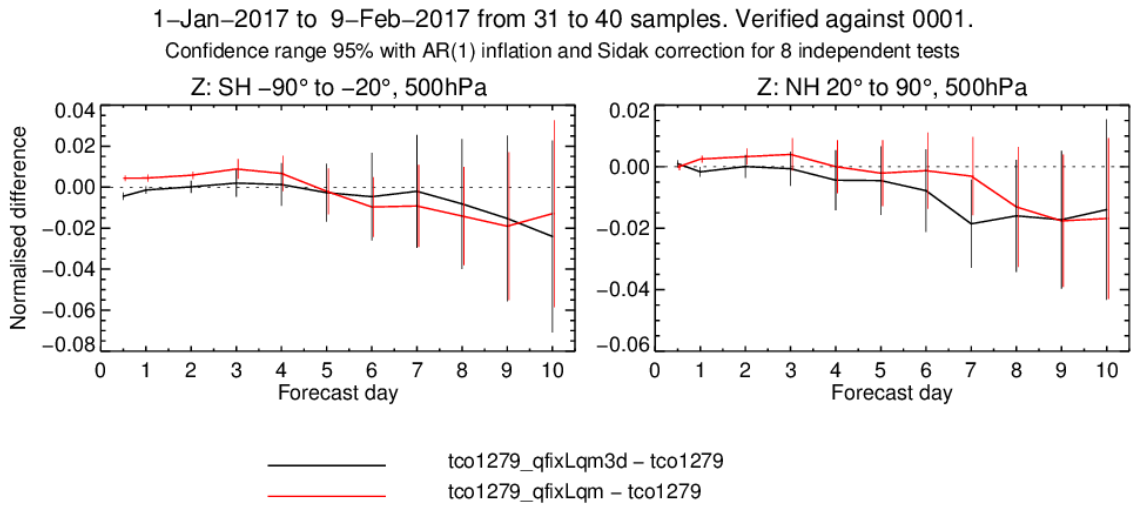 1-Jan-2017 to 9-Feb-2017 from 31 to 40 samples. Verified against 0001.
Confidence range 95% with AR(1) inflation and Sidak correction for 8 independent tests
Z: SH -90° to -20°, 500hPa
Z: NH 20° to 90°, 500hPa
Normalised difference
0.04
0.02
0.00
-0.02
-0.04
-0.06
-0.08
0 1 2 3 4 5 6 7 8 9 10
Forecast day
0.02
0.00
-0.02
-0.04
-0.06
0 1 2 3 4 5 6 7 8 9 10
Forecast day
tco1279_qfixLqm3d - tco1279
tco1279_qfixLqm - tco1279